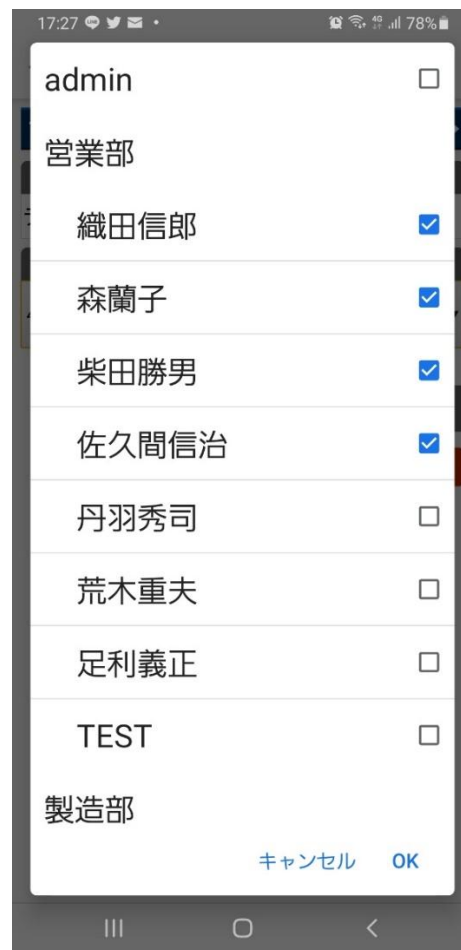 17:27 4G 78%
admin
営業部
織田信郎
森蘭子
柴田勝男
佐久間信治
丹羽秀司
荒木重夫
足利義正
TEST
製造部
キャンセル OK